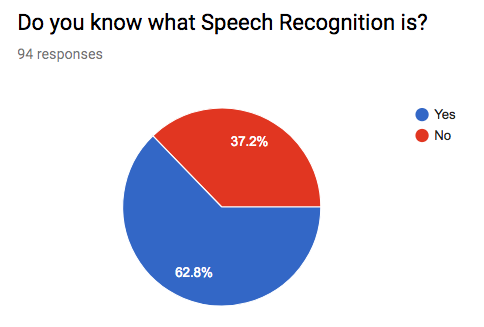 Do you know what Speech Recognition is?
94 responses
Yes
No
37.2%
62.8%